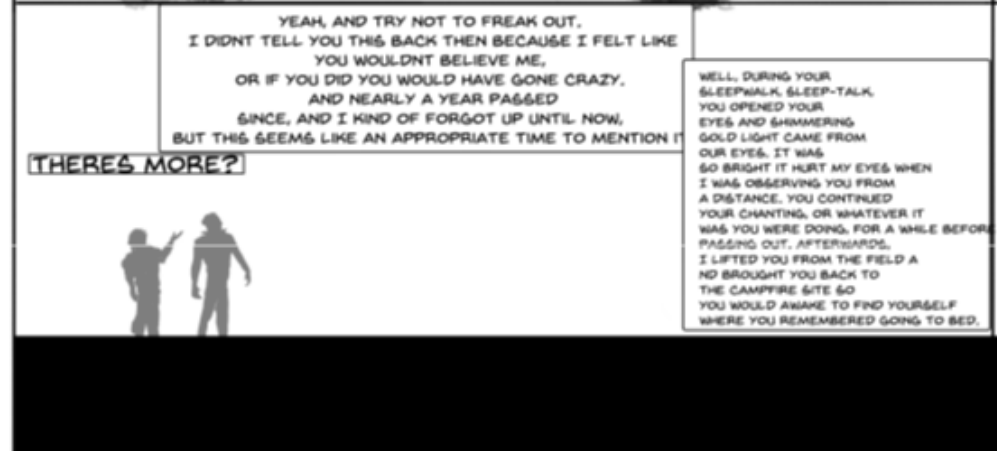 YEAH, AND TRY NOT TO FREAK OUT.
I DIDNT TELL YOU THIS BACK THEN BECAUSE I FELT LIKE
YOU WOULDNT BELIEVE ME,
OR IF YOU DID YOU WOULD HAVE GONE CRAZY.
AND NEARLY A YEAR PASSED
SINCE, AND I KIND OF FORGOT UP UNTIL NOW,
BUT THIS SEEMS LIKE AN APPROPRIATE TIME TO MENTION IT
THERES MORE?
WELL, DURING YOUR
SLEEPWALK, SLEEP-TALK,
YOU OPENED YOUR
EYES AND SHIMMERING
GOLD LIGHT CAME FROM
OUR EYES. IT WAS
SO BRIGHT IT HURT MY EYES WHEN
I WAS OBSERVING YOU FROM
A DISTANCE. YOU CONTINUED
YOUR CHANTING, OR WHATEVER IT
WAS YOU WERE DOING, FOR A WHILE BEFORE
PASSING OUT. AFTERWARDS,
I LIFTED YOU FROM THE FIELD A
ND BROUGHT YOU BACK TO
THE CAMPFIRE SITE SO
YOU WOULD AWAKE TO FIND YOURSELF
WHERE YOU REMEMBERED GOING TO BED.